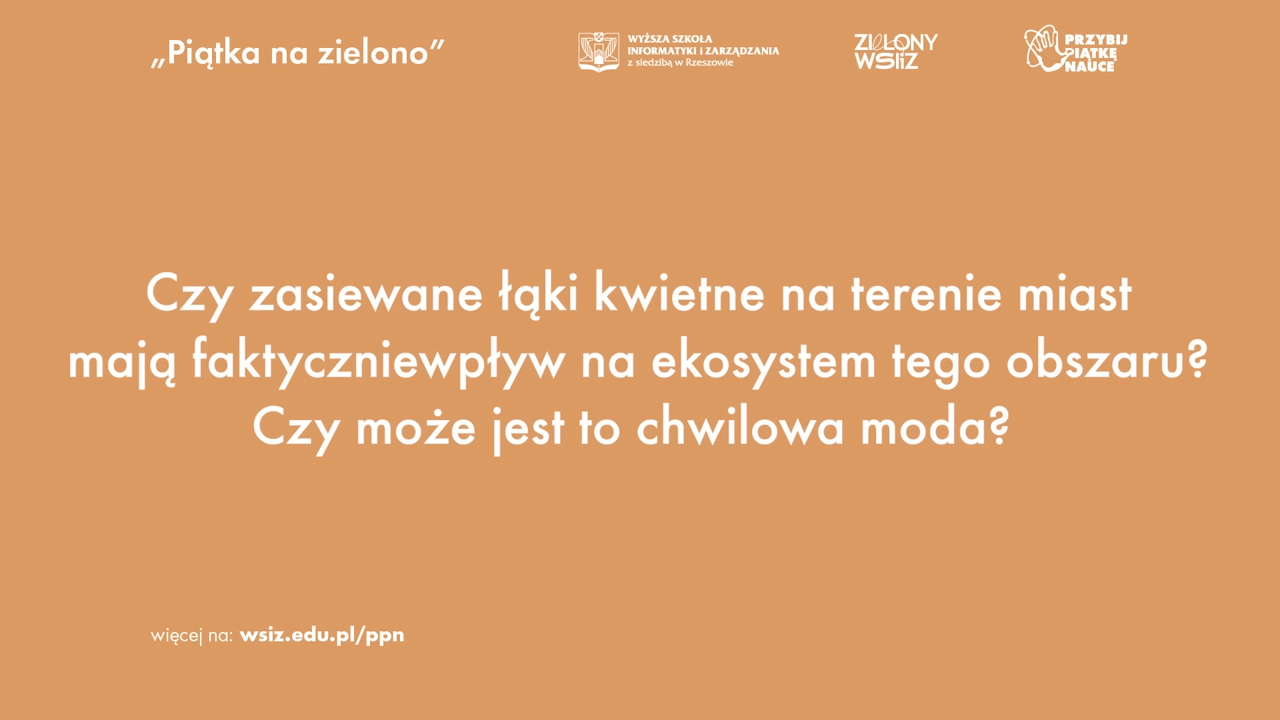 „Piątka na zielono”
WYŻSZA SZKOŁA
INFORMATYKI i ZARZĄDZANIA
z siedzibą w Rzeszowie
ZIELONY
WSIiZ
PRZYBIJ
PIĄTKĘ
NAUCE
Czy zasiewane łąki kwietne na terenie miast
mają faktyczniewpływ na ekosystem tego obszaru?
Czy może jest to chwilowa moda?
więcej na: wsiz.edu.pl/ppn